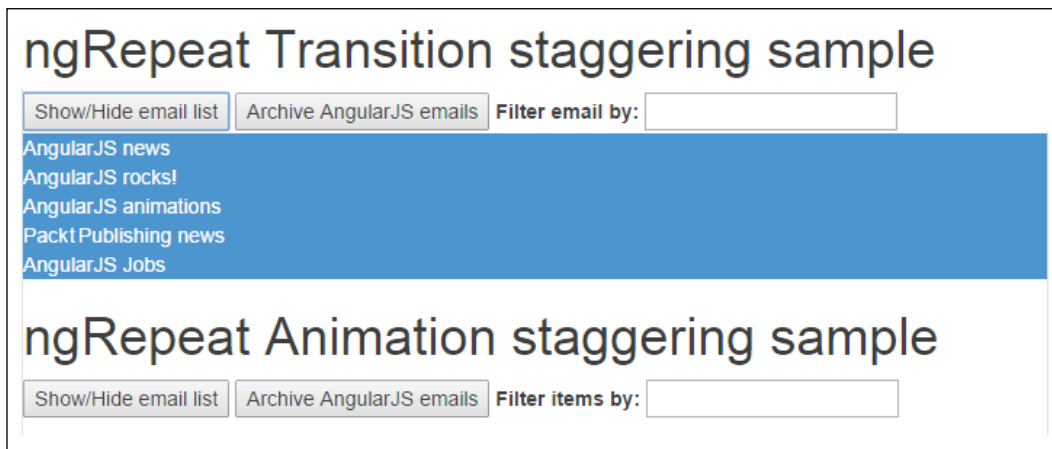 ngRepeat Transition staggering sample
Show/Hide email list Archive AngularJS emails Filter email by:
AngularJS news
AngularJS rocks!
AngularJS animations
Packt Publishing news
AngularJS Jobs
ngRepeat Animation staggering sample
Show/Hide email list Archive AngularJS emails Filter items by: